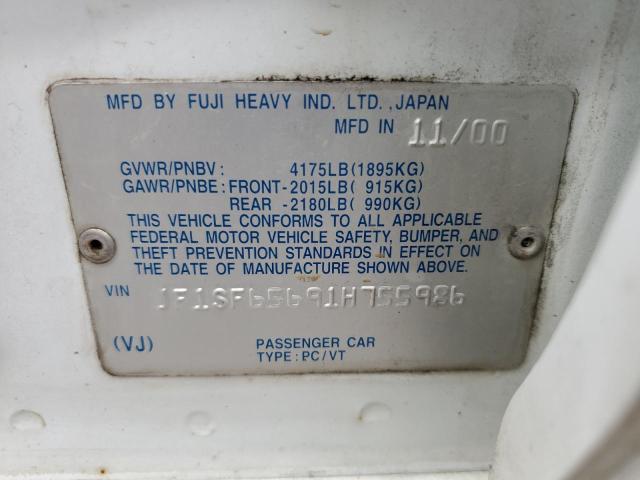 MFD BY FUJI HEAVY IND. LTD. ,JAPAN
MFD IN 11/00
GVWR/PNBV : 4175LB(1895KG)
GAWR/PNBE : FRONT-2015LB( 915KG)
REAR -2180LB( 990KG)
THIS VEHICLE CONFORMS TO ALL APPLICABLE
FEDERAL MOTOR VEHICLE SAFETY, BUMPER, AND
THEFT PREVENTION STANDARDS IN EFFECT ON
THE DATE OF MANUFACTURE SHOWN ABOVE.
VIN JF1SF65691H755986
(VJ) PASSENGER CAR
TYPE : PC/VT